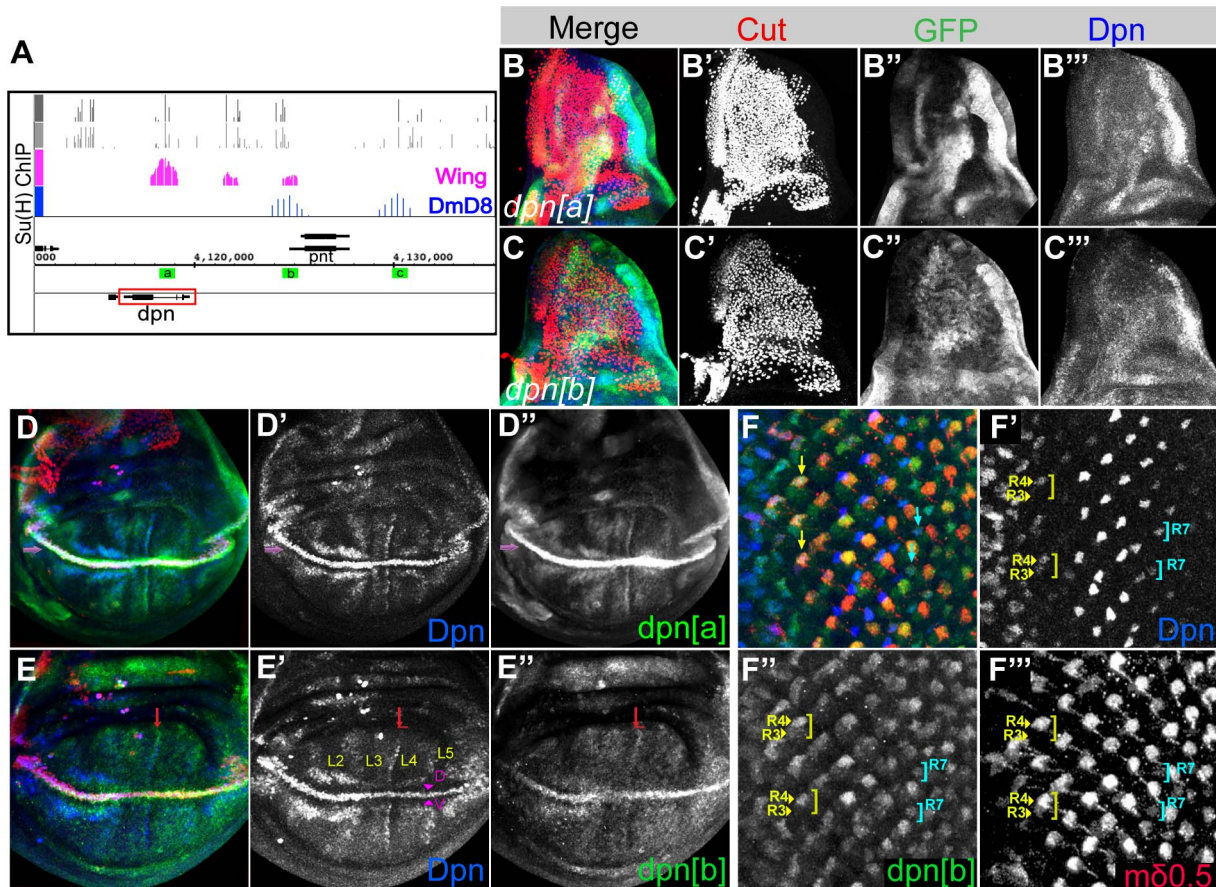 Merge Cut GFP Dpn
A
Su(H) ChIP
Wing
DmD8
pnt
000 4,120,000 4,130,000
a b c
dpn
B B' B'' B'''
dpn[a]
C C' C'' C'''
dpn[b]
D D' D''
Dpn dpn[a]
E E' E''
L2 L3 L4 L5
D
V
Dpn dpn[b]
F F'
R4
R3
R7
R4
R3
R7
Dpn
F'' F'''
R4
R3
R7
R4
R3
R7
dpn[b]
R4
R3
R7
R4
R3
R7
mδ0.5